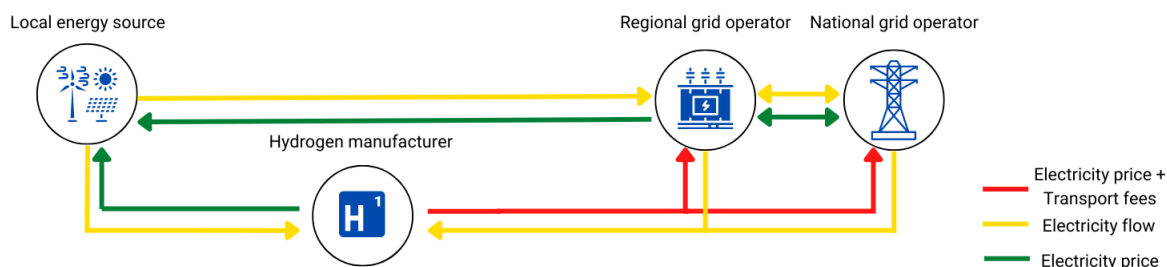 Local energy source
Regional grid operator
National grid operator
Hydrogen manufacturer
H 1
Electricity price +
Transport fees
Electricity flow
Electricity price